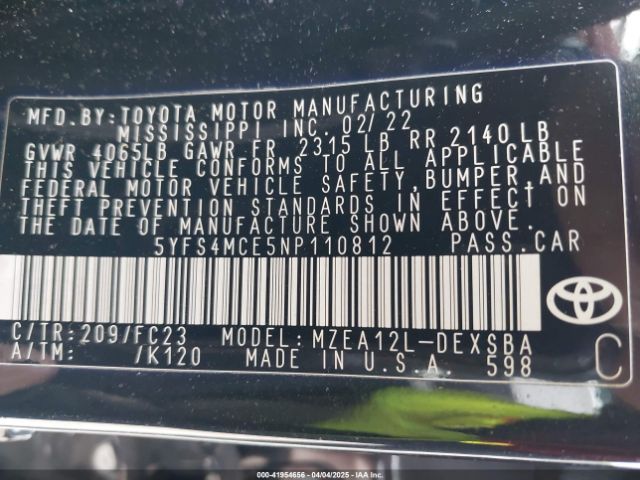 MFD.BY:TOYOTA MOTOR MANUFACTURING
MISSISSIPPI INC. 02/22
GVWR 4065LB GAWR FR 2315 LB RR 2140LB
THIS VEHICLE CONFORMS TO ALL APPLICABLE
FEDERAL MOTOR VEHICLE SAFETY,BUMPER,AND
THEFT PREVENTION STANDARDS IN EFFECT ON
THE DATE OF MANUFACTURE SHOWN ABOVE.
5YFS4MCE5NP110812 PASS.CAR
C/TR:209/FC23 MODEL:MZEA12L-DEXSBA
A/TM: /K120 MADE IN U.S.A. 598
C
000-41954656 - 04/04/2025 - IAAI.COM